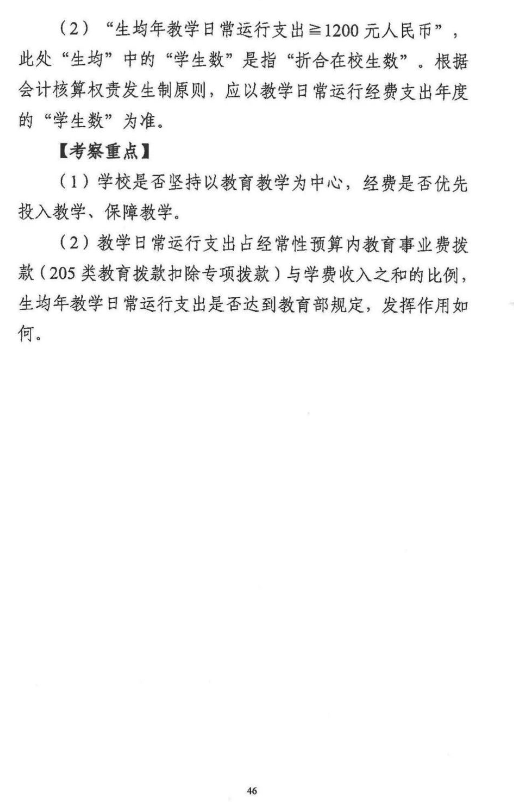 （2）“生均年教学日常运行支出≧1200 元人民币”，
此处“生均”中的“学生数”是指“折合在校生数”。根据
会计核算权责发生制原则，应以教学日常运行经费支出年度
的“学生数”为准。
【考察重点】
（1）学校是否坚持以教育教学为中心，经费是否优先
投入教学、保障教学。
（2）教学日常运行支出占经常性预算内教育事业费拨
款（205 类教育拨款扣除专项拨款）与学费收入之和的比例，
生均年教学日常运行支出是否达到教育部规定，发挥作用如
何。
46